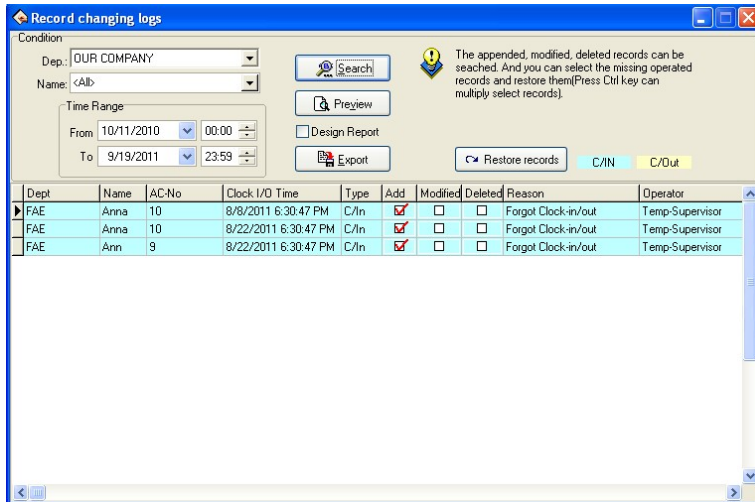 Record changing logs
Condition
Dep.: OUR COMPANY
Name: <All>
Time Range
From 10/11/2010 00:00
To 9/19/2011 23:59
Search
Preview
Design Report
Export
The appended, modified, deleted records can be
seached. And you can select the missing operated
records and restore them(Press Ctrl key can
multiply select records).
Restore records C/IN C/Out
Dept Name AC-No Clock I/O Time Type Add Modified Deleted Reason Operator
FAE Anna 10 8/8/2011 6:30:47 PM C/In Forgot Clock-in/out Temp-Supervisor
FAE Anna 10 8/22/2011 6:30:47 PM C/In Forgot Clock-in/out Temp-Supervisor
FAE Ann 9 8/22/2011 6:30:47 PM C/In Forgot Clock-in/out Temp-Supervisor